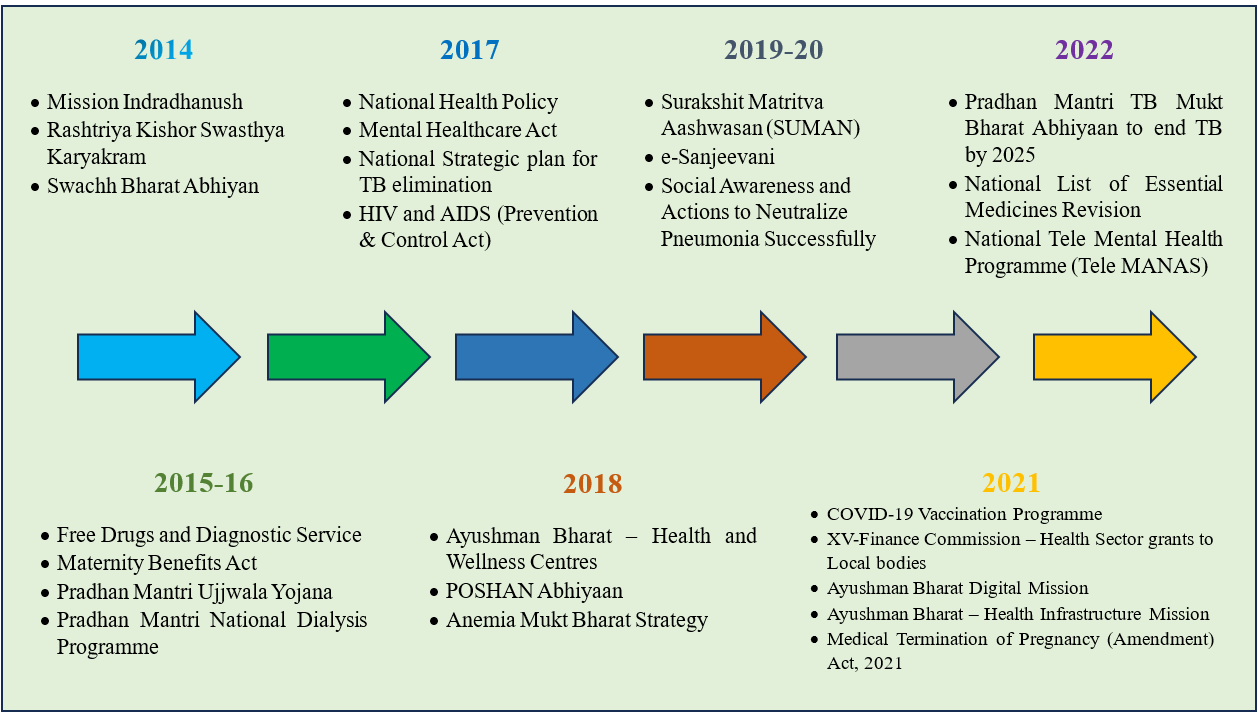 2014
• Mission Indradhanush
• Rashtriya Kishor Swasthya
Karyakram
• Swachh Bharat Abhiyan
2017
• National Health Policy
• Mental Healthcare Act
• National Strategic plan for
TB elimination
• HIV and AIDS (Prevention
& Control Act)
2019-20
• Surakshit Matritva
Aashwasan (SUMAN)
• e-Sanjeevani
• Social Awareness and
Actions to Neutralize
Pneumonia Successfully
2022
• Pradhan Mantri TB Mukt
Bharat Abhiyaan to end TB
by 2025
• National List of Essential
Medicines Revision
• National Tele Mental Health
Programme (Tele MANAS)
2015-16
• Free Drugs and Diagnostic Service
• Maternity Benefits Act
• Pradhan Mantri Ujjwala Yojana
• Pradhan Mantri National Dialysis
Programme
2018
• Ayushman Bharat – Health and
Wellness Centres
• POSHAN Abhiyaan
• Anemia Mukt Bharat Strategy
2021
• COVID-19 Vaccination Programme
• XV-Finance Commission – Health Sector grants to
Local bodies
• Ayushman Bharat Digital Mission
• Ayushman Bharat – Health Infrastructure Mission
• Medical Termination of Pregnancy (Amendment)
Act, 2021